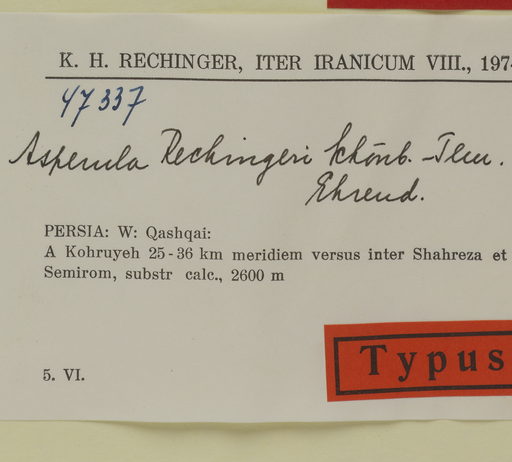 K. H. RECHINGER, ITER IRANICUM VIII., 197
47337
Asperula Rechingeri Schönb.-Tem.
Ehrend.
PERSIA: W: Qashqai:
A Kohruyeh 25-36 km meridiem versus inter Shahreza et
Semirom, substr calc., 2600 m
Typus
5. VI.